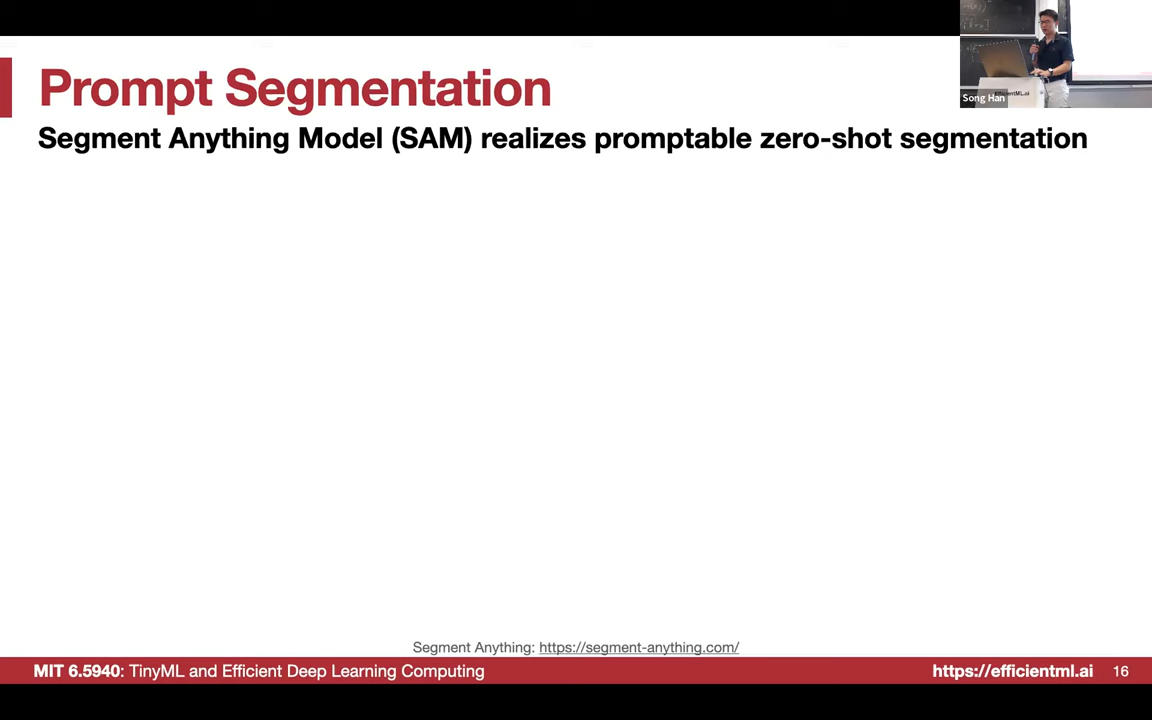 Prompt Segmentation
Segment Anything Model (SAM) realizes promptable zero-shot segmentation
Song Han
Segment Anything: https://segment-anything.com/
MIT 6.5940: TinyML and Efficient Deep Learning Computing
https://efficientml.ai
16